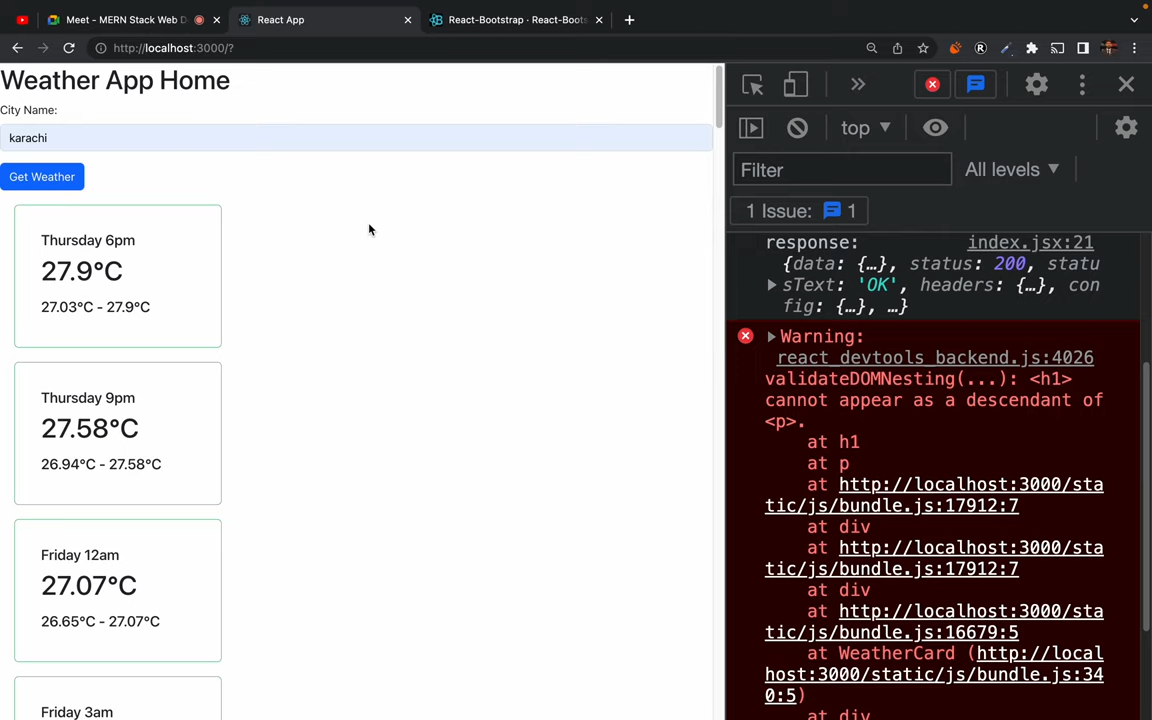 Meet - MERN Stack Web D
React App
React-Bootstrap · React-Boots
http://localhost:3000/?
Weather App Home
City Name:
karachi
Get Weather
Thursday 6pm
27.9°C
27.03°C - 27.9°C
Thursday 9pm
27.58°C
26.94°C - 27.58°C
Friday 12am
27.07°C
26.65°C - 27.07°C
Friday 3am
top ▼
Filter
All levels ▼
1 Issue: 1
response: index.jsx:21
{data: {…}, status: 200, statu
sText: 'OK', headers: {…}, con
fig: {…}, …}
Warning:
react_devtools_backend.js:4026
validateDOMNesting(...): <h1>
cannot appear as a descendant of
<p>.
at h1
at p
at http://localhost:3000/sta
tic/js/bundle.js:17912:7
at div
at http://localhost:3000/sta
tic/js/bundle.js:17912:7
at div
at http://localhost:3000/sta
tic/js/bundle.js:16679:5
at WeatherCard (http://local
host:3000/static/js/bundle.js:34
0:5)
at div